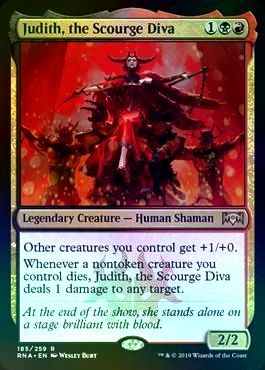 Judith, the Scourge Diva 1
Legendary Creature — Human Shaman
Other creatures you control get +1/+0.
Whenever a nontoken creature you
control dies, Judith, the Scourge Diva
deals 1 damage to any target.
At the end of the show, she stands alone on
a stage brilliant with blood.
2/2
185/259 R
RNA • EN WESLEY BURT ™ & © 2019 Wizards of the Coast